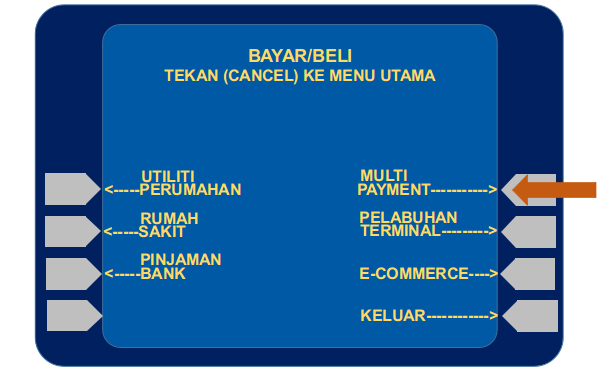 BAYAR/BELI
TEKAN (CANCEL) KE MENU UTAMA
UTILITI
<-----PERUMAHAN
RUMAH
<-----SAKIT
PINJAMAN
<-----BANK
MULTI
PAYMENT----------->
PELABUHAN
TERMINAL--------->
E-COMMERCE---->
KELUAR------------>